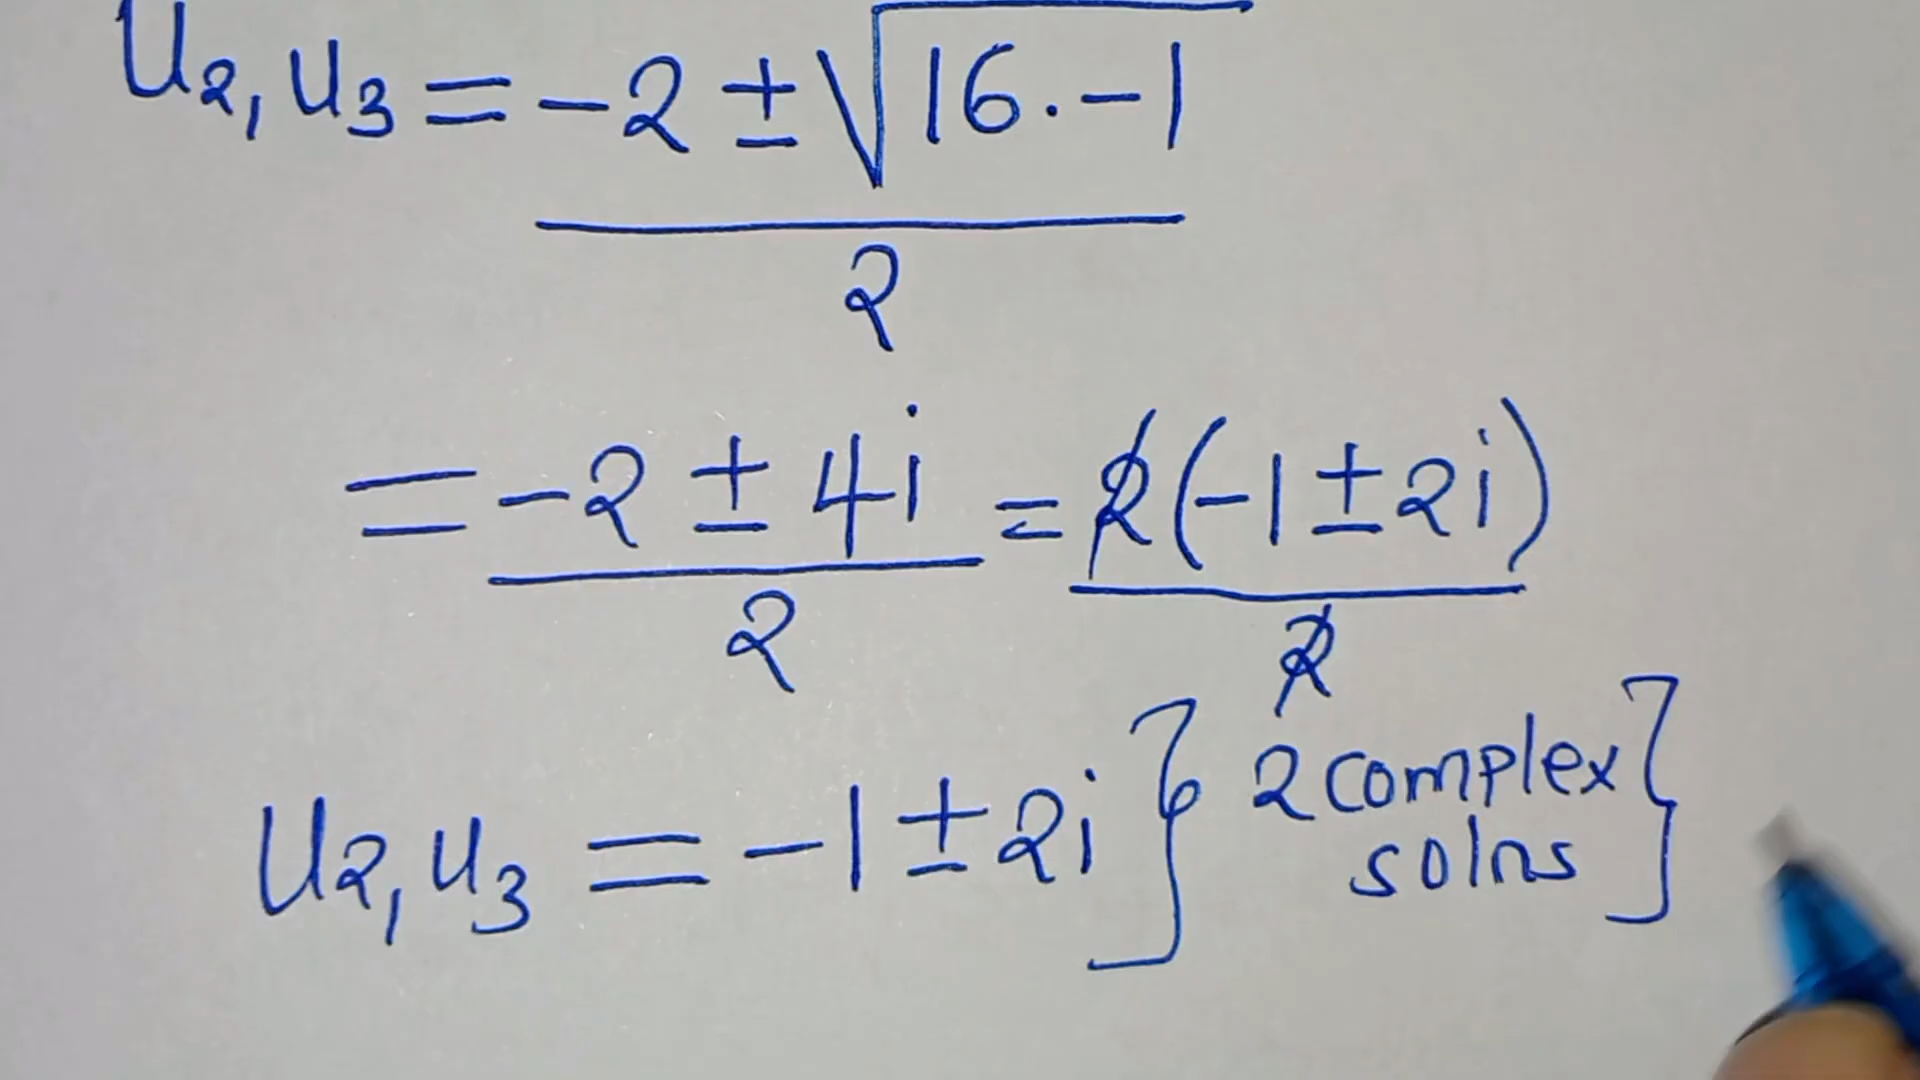 U₂, U₃ = (-2 ± √(16·-1))/2
= (-2 ± 4i)/2 = 2(-1 ± 2i)/2
U₂, U₃ = -1 ± 2i } 2 complex solns }